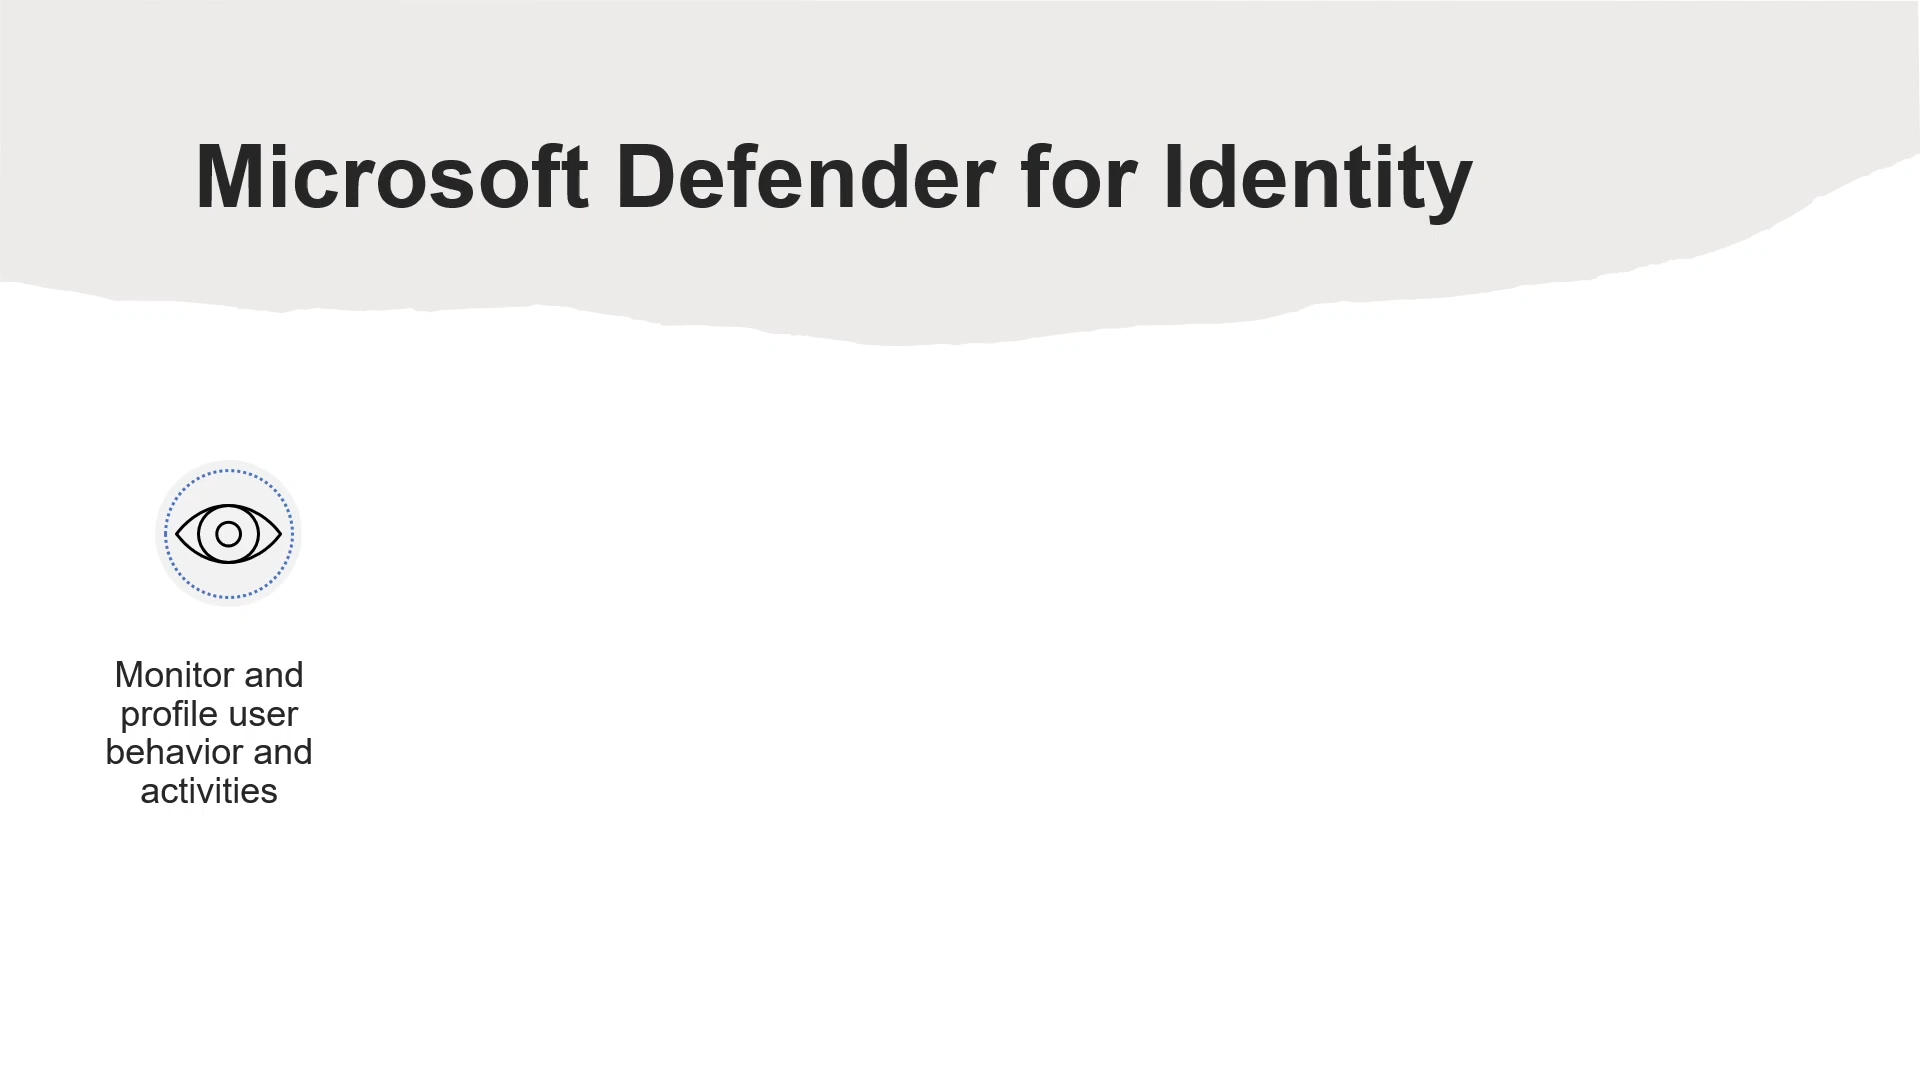 Microsoft Defender for Identity
Monitor and
profile user
behavior and
activities